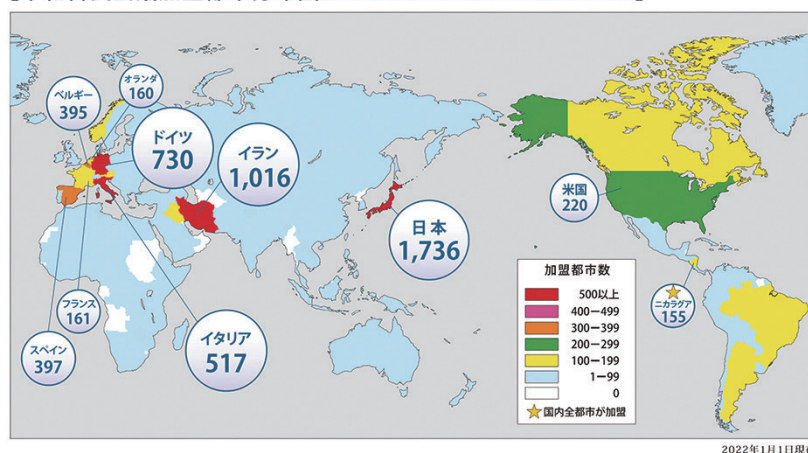 オランダ
160
ベルギー
395
ドイツ
730
イラン
1,016
日本
1,736
米国
220
ニカラグア
155
フランス
161
スペイン
397
イタリア
517
加盟都市数
500以上
400−499
300−399
200−299
100−199
1−99
0
国内全都市が加盟
2022年1月1日現